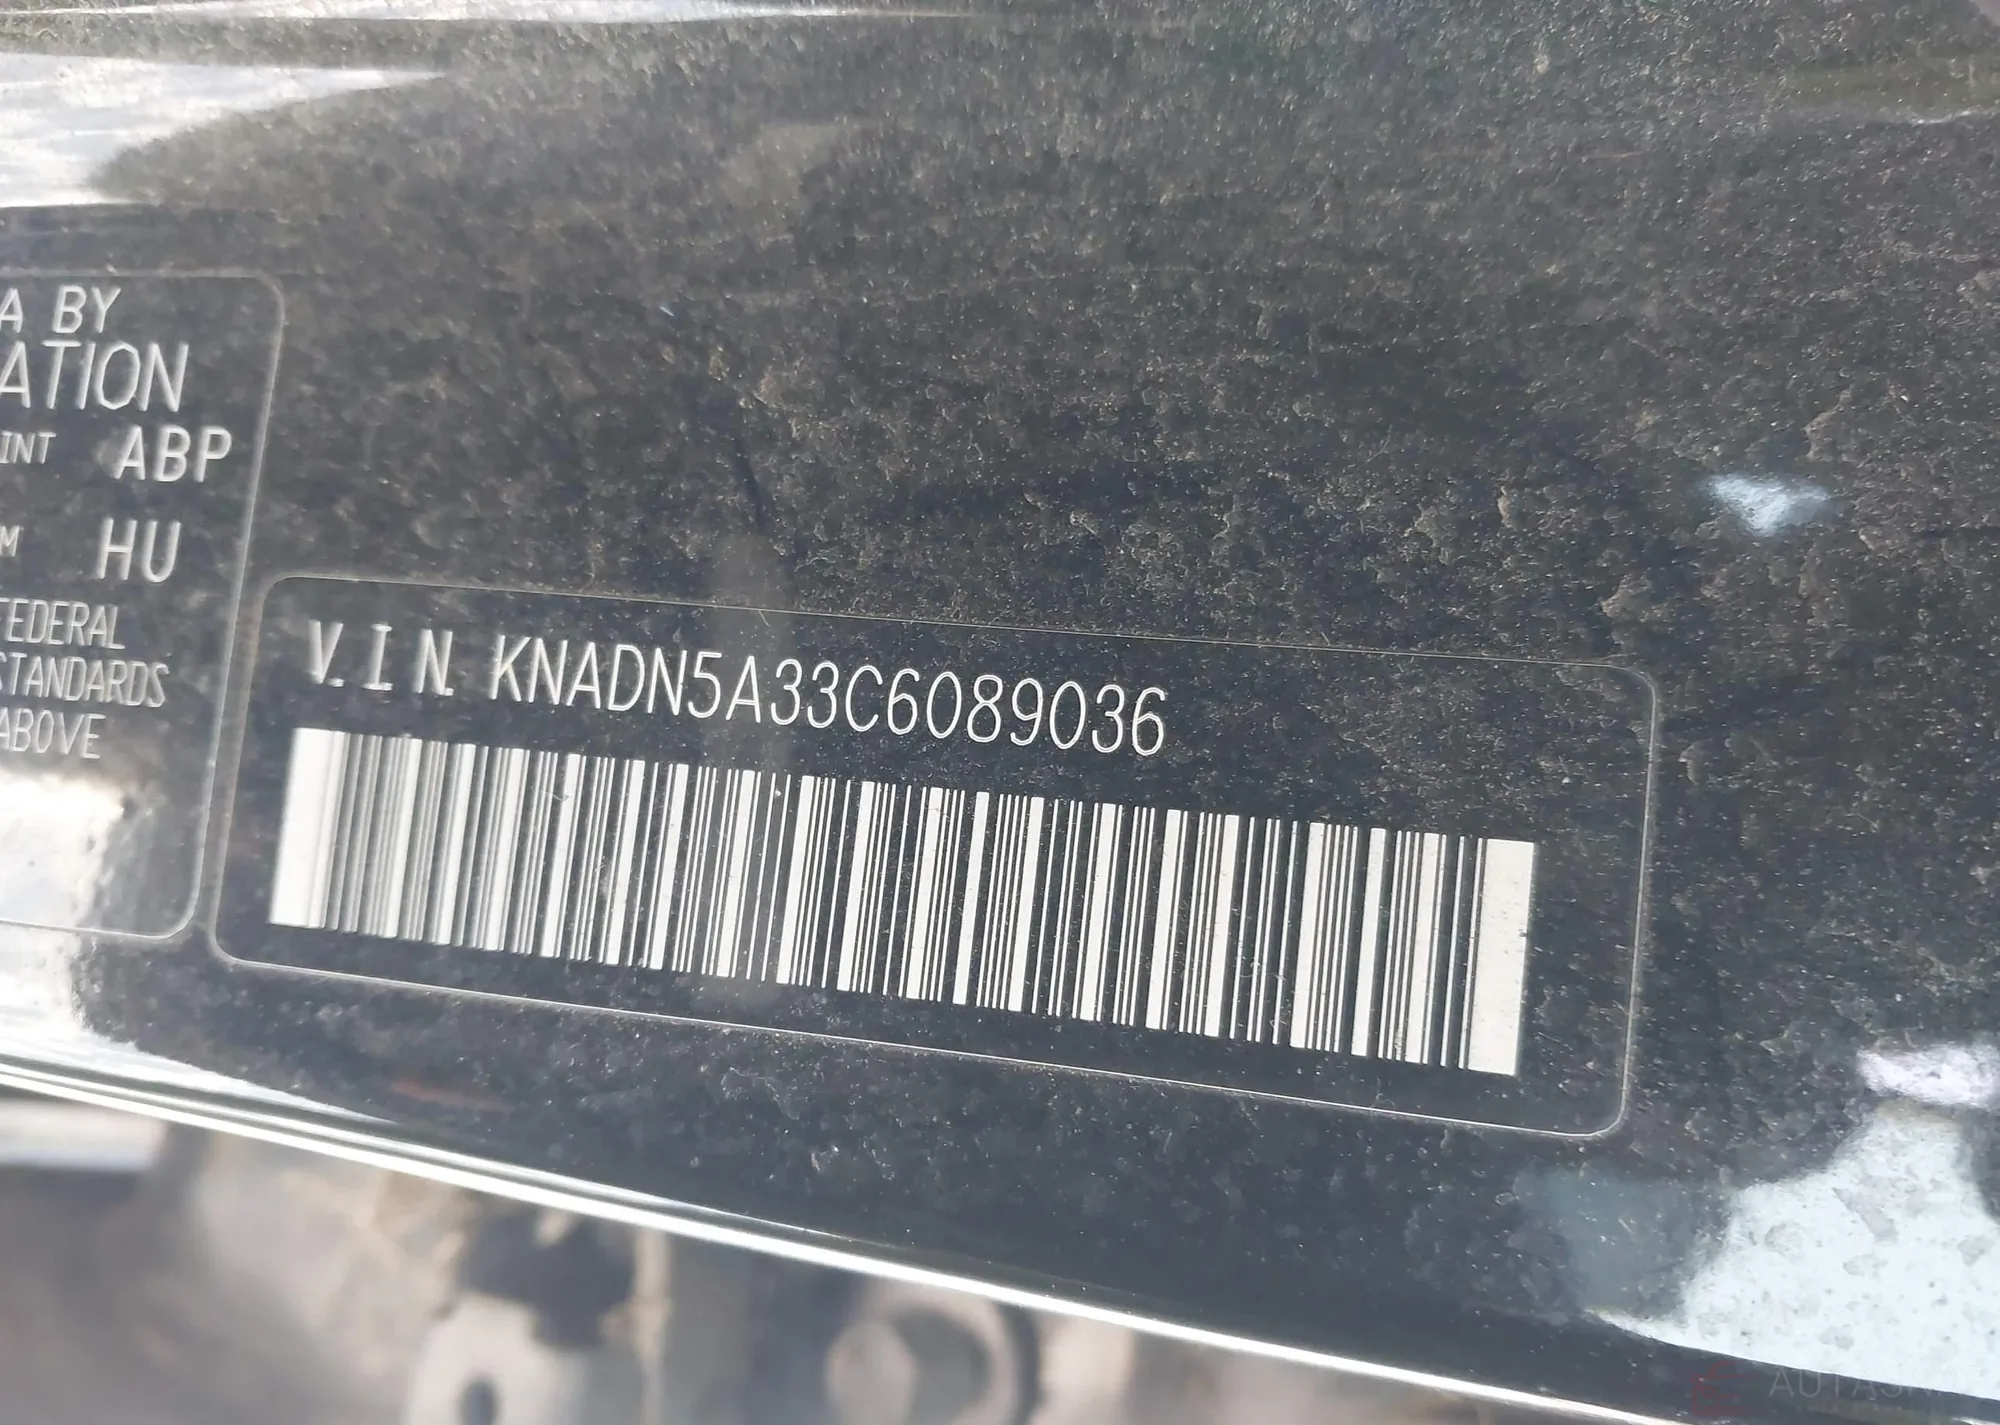 A BY
ATION
INT ABP
M HU
FEDERAL
STANDARDS
ABOVE
V.I.N. KNADN5A33C6089036